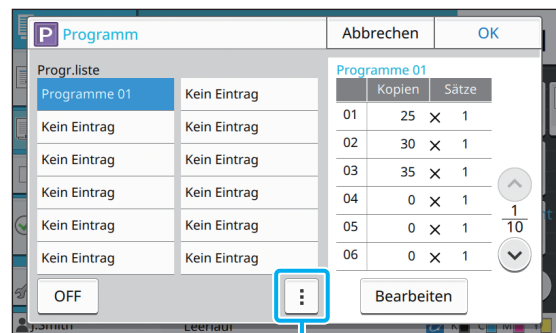 P Programm Abbrechen OK
Progr.liste
Programme 01 Kein Eintrag
Kein Eintrag Kein Eintrag
Kein Eintrag Kein Eintrag
Kein Eintrag Kein Eintrag
Kein Eintrag Kein Eintrag
Kein Eintrag Kein Eintrag
OFF
Programme 01
Kopien Sätze
01 25 × 1
02 30 × 1
03 35 × 1
04 0 × 1
05 0 × 1
06 0 × 1
1
10
Bearbeiten
J.Smith Leerlauf K C M Y